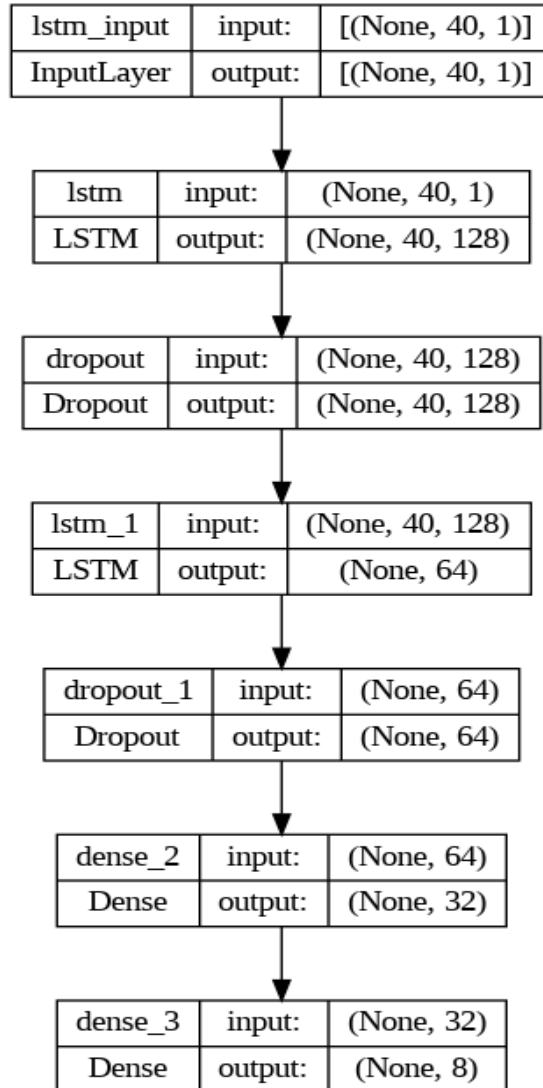 lstm_input input: [(None, 40, 1)]
InputLayer output: [(None, 40, 1)]
lstm input: (None, 40, 1)
LSTM output: (None, 40, 128)
dropout input: (None, 40, 128)
Dropout output: (None, 40, 128)
lstm_1 input: (None, 40, 128)
LSTM output: (None, 64)
dropout_1 input: (None, 64)
Dropout output: (None, 64)
dense_2 input: (None, 64)
Dense output: (None, 32)
dense_3 input: (None, 32)
Dense output: (None, 8)